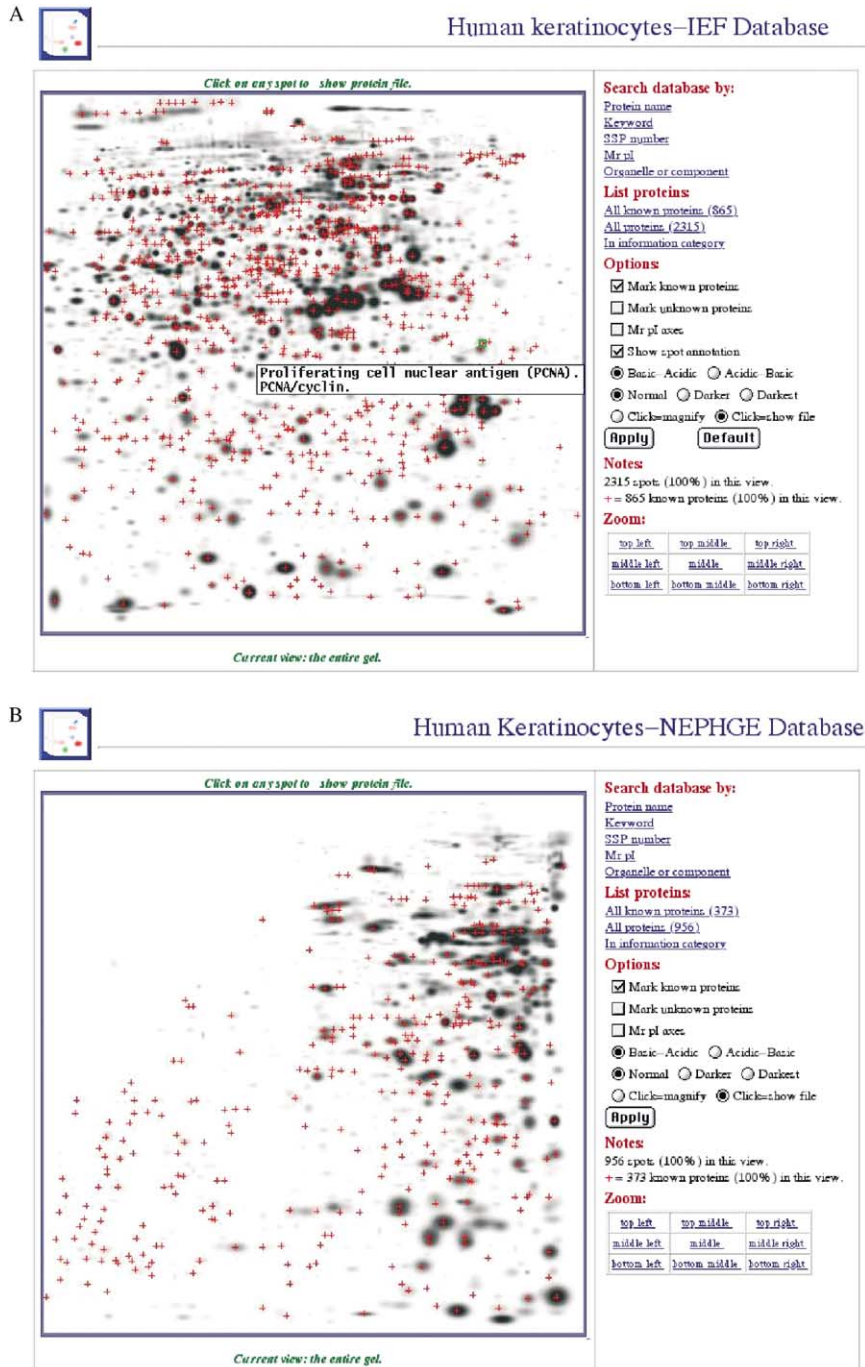 A
Human keratinocytes–IEF Database
Click on any spot to show protein file.
Proliferating cell nuclear antigen (PCNA).
PCNA/cyclin.
Current view: the entire gel.
Search database by:
Protein name
Keyword
SSP number
Mr pI
Organelle or component
List proteins:
All known proteins (865)
All proteins (2315)
In information category
Options:
Mark known proteins
Mark unknown proteins
Mr pI axes
Show spot annotation
Basic–Acidic Acidic–Basic
Normal Darker Darkest
Click=magnify Click=show file
Apply Default
Notes:
2315 spots (100%) in this view.
+ = 865 known proteins (100%) in this view.
Zoom:
top left top middle top right
middle left middle middle right
bottom left bottom middle bottom right
B
Human Keratinocytes–NEPHGE Database
Click on any spot to show protein file.
Current view: the entire gel.
Search database by:
Protein name
Keyword
SSP number
Mr pI
Organelle or component
List proteins:
All known proteins (373)
All proteins (956)
In information category
Options:
Mark known proteins
Mark unknown proteins
Mr pI axes
Basic–Acidic Acidic–Basic
Normal Darker Darkest
Click=magnify Click=show file
Apply
Notes:
956 spots (100%) in this view.
+ = 373 known proteins (100%) in this view.
Zoom:
top left top middle top right
middle left middle middle right
bottom left bottom middle bottom right